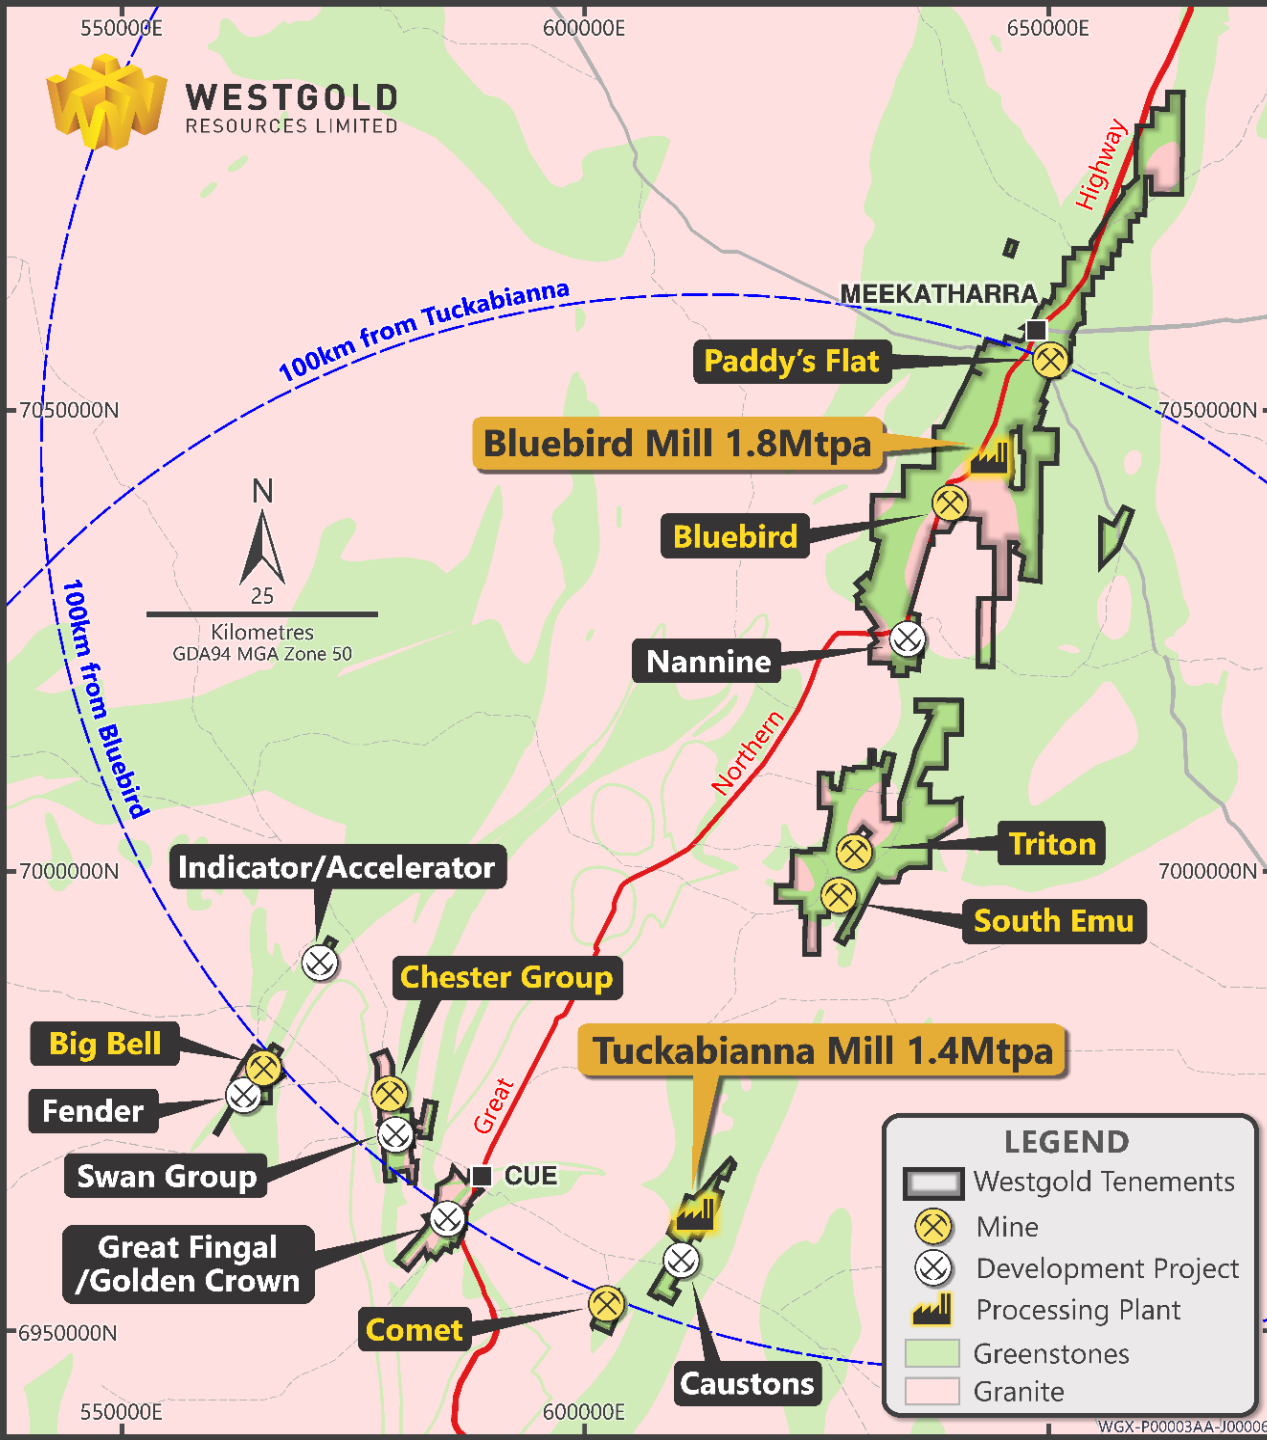 550000E
600000E
650000E
WESTGOLD
RESOURCES LIMITED
Highway
MEEKATHARRA
100km from Tuckabianna
Paddy's Flat
7050000N
7050000N
Bluebird Mill 1.8Mtpa
N
25
Kilometres
GDA94 MGA Zone 50
Bluebird
100km from Bluebird
Nannine
Northern
Triton
Indicator/Accelerator
7000000N
7000000N
South Emu
Chester Group
Big Bell
Tuckabianna Mill 1.4Mtpa
Fender
Great
Swan Group
CUE
Great Fingal
/Golden Crown
Comet
6950000N
Caustons
LEGEND
Westgold Tenements
Mine
Development Project
Processing Plant
Greenstones
Granite
550000E
600000E
WGX-P00003AA-J00006